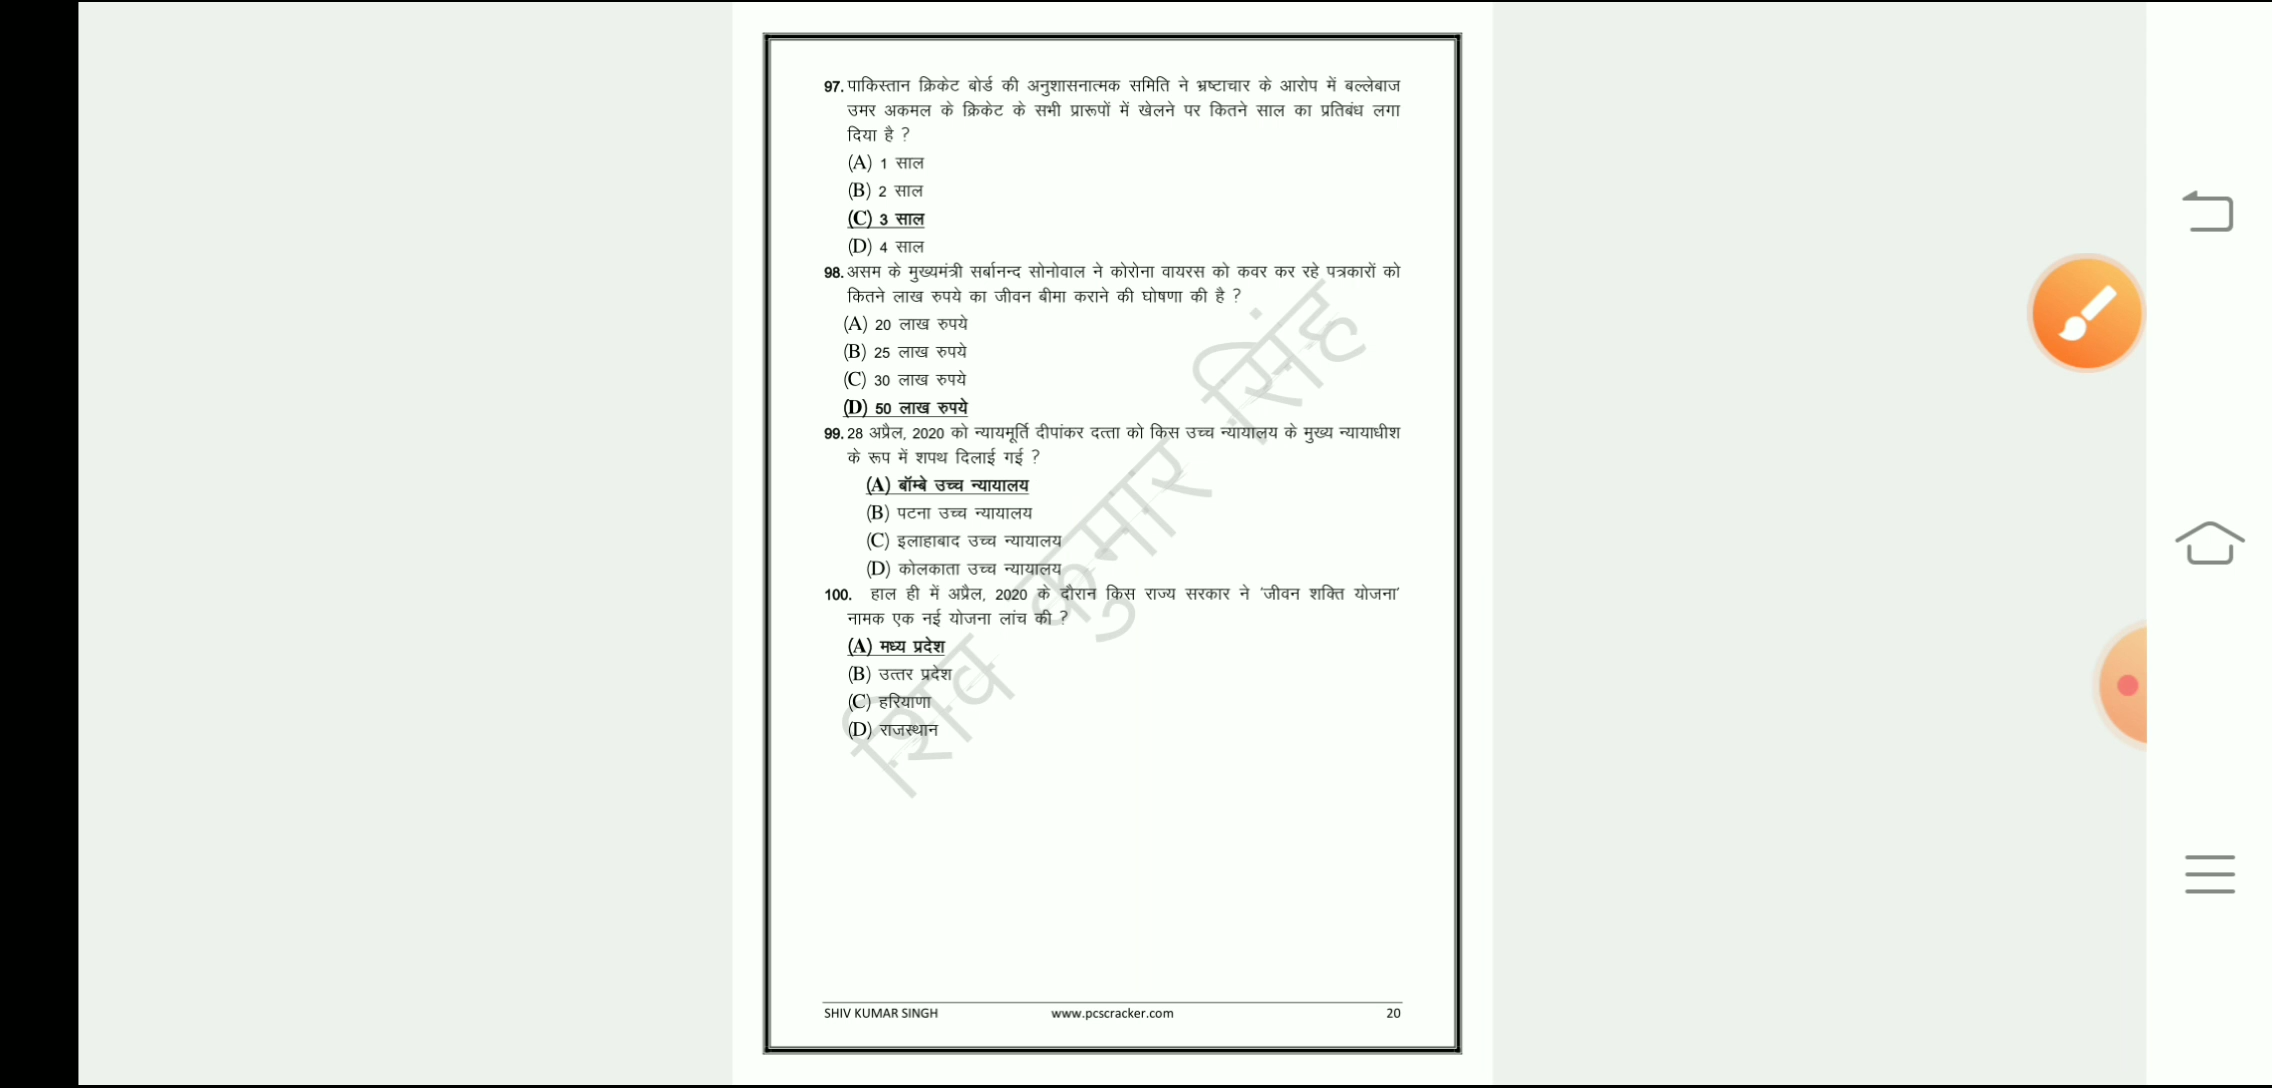 97. पाकिस्तान क्रिकेट बोर्ड की अनुशासनात्मक समिति ने भ्रष्टाचार के आरोप में बल्लेबाज
उमर अकमल के क्रिकेट के सभी प्रारूपों में खेलने पर कितने साल का प्रतिबंध लगा
दिया है ?
(A) 1 साल
(B) 2 साल
(C) 3 साल
(D) 4 साल
98. असम के मुख्यमंत्री सर्बानन्द सोनोवाल ने कोरोना वायरस को कवर कर रहे पत्रकारों को
कितने लाख रुपये का जीवन बीमा कराने की घोषणा की है ?
(A) 20 लाख रुपये
(B) 25 लाख रुपये
(C) 30 लाख रुपये
(D) 50 लाख रुपये
99. 28 अप्रैल, 2020 को न्यायमूर्ति दीपांकर दत्ता को किस उच्च न्यायालय के मुख्य न्यायाधीश
के रूप में शपथ दिलाई गई ?
(A) बॉम्बे उच्च न्यायालय
(B) पटना उच्च न्यायालय
(C) इलाहाबाद उच्च न्यायालय
(D) कोलकाता उच्च न्यायालय
100. हाल ही में अप्रैल, 2020 के दौरान किस राज्य सरकार ने 'जीवन शक्ति योजना'
नामक एक नई योजना लांच की ?
(A) मध्य प्रदेश
(B) उत्तर प्रदेश
(C) हरियाणा
(D) राजस्थान
शिव कुमार सिंह
SHIV KUMAR SINGH www.pcscracker.com 20